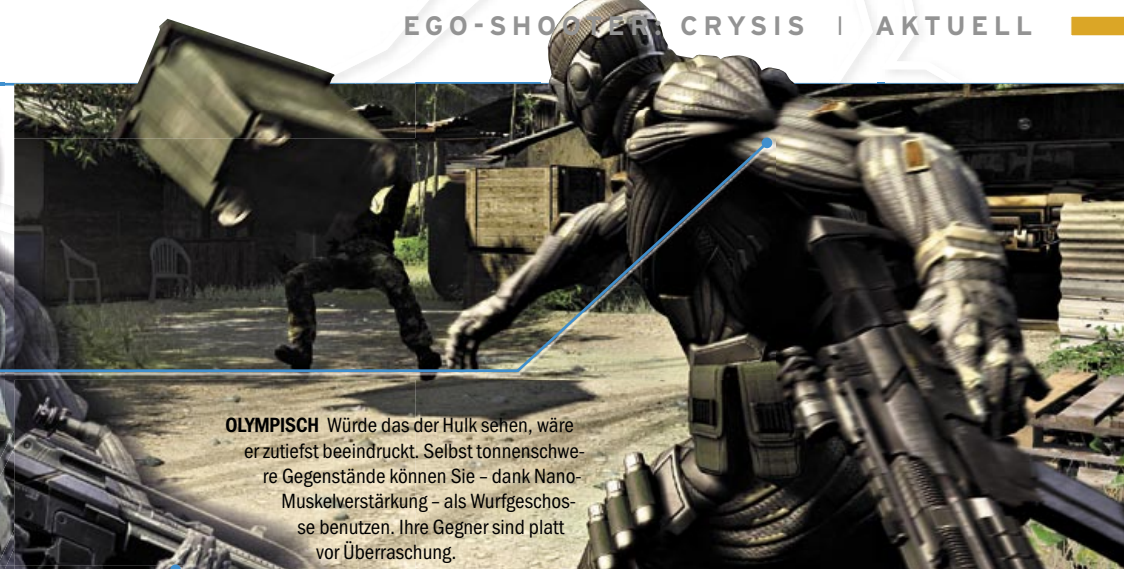 EGO-SHOOTER: CRYSIS | AKTUELL
OLYMPISCH Würde das der Hulk sehen, wäre
er zutiefst beeindruckt. Selbst tonnenschwe-
re Gegenstände können Sie – dank Nano-
Muskelverstärkung – als Wurfgeschos-
se benutzen. Ihre Gegner sind platt
vor Überraschung.